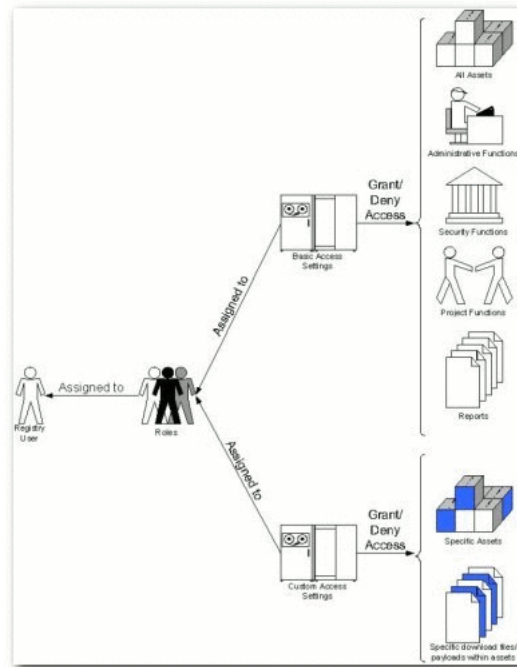 All Assets
Administrative Functions
Grant/
Deny
Access
Security Functions
Basic Access
Settings
Assigned to
Project Functions
Reports
Assigned to
Registry
User
Roles
Assigned to
Grant/
Deny
Access
Specific Assets
Custom Access
Settings
Specific download files/
payloads within assets